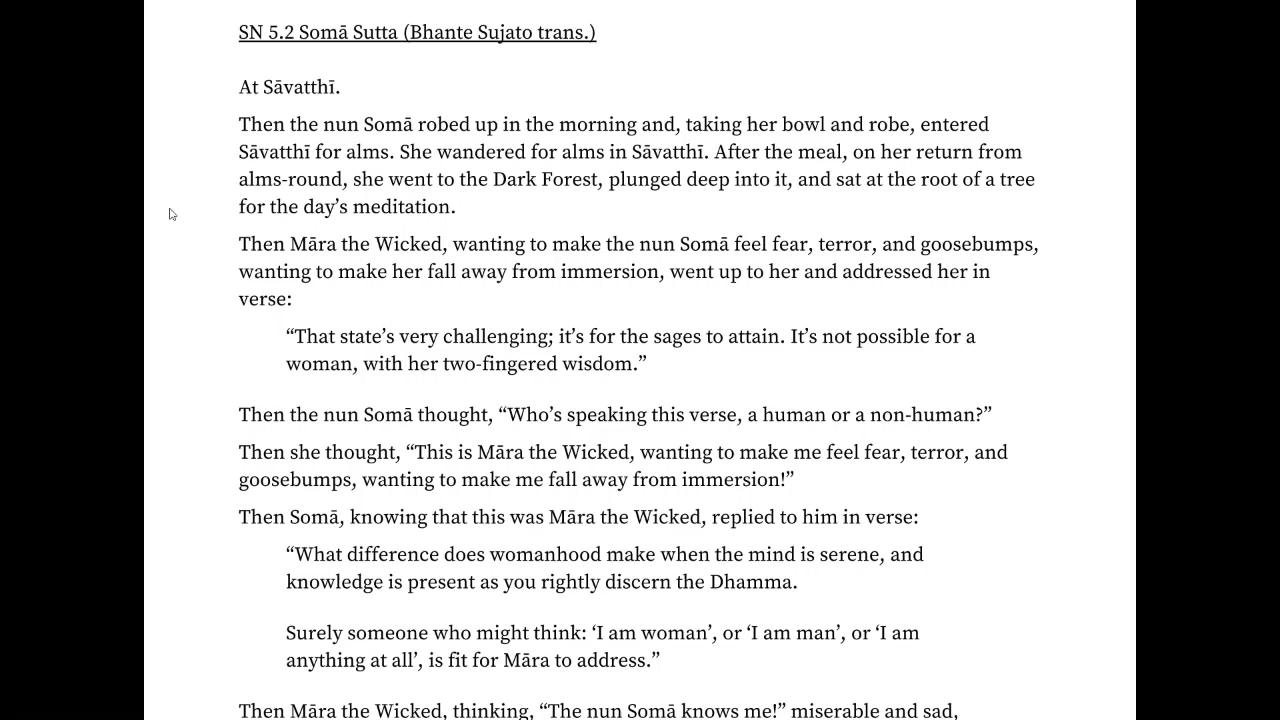 SN 5.2 Somā Sutta (Bhante Sujato trans.)
At Sāvatthī.
Then the nun Somā robed up in the morning and, taking her bowl and robe, entered
Sāvatthī for alms. She wandered for alms in Sāvatthī. After the meal, on her return from
alms-round, she went to the Dark Forest, plunged deep into it, and sat at the root of a tree
for the day’s meditation.
Then Māra the Wicked, wanting to make the nun Somā feel fear, terror, and goosebumps,
wanting to make her fall away from immersion, went up to her and addressed her in
verse:
“That state’s very challenging; it’s for the sages to attain. It’s not possible for a
woman, with her two-fingered wisdom.”
Then the nun Somā thought, “Who’s speaking this verse, a human or a non-human?”
Then she thought, “This is Māra the Wicked, wanting to make me feel fear, terror, and
goosebumps, wanting to make me fall away from immersion!”
Then Somā, knowing that this was Māra the Wicked, replied to him in verse:
“What difference does womanhood make when the mind is serene, and
knowledge is present as you rightly discern the Dhamma.
Surely someone who might think: ‘I am woman’, or ‘I am man’, or ‘I am
anything at all’, is fit for Māra to address.”
Then Māra the Wicked, thinking, “The nun Somā knows me!” miserable and sad,